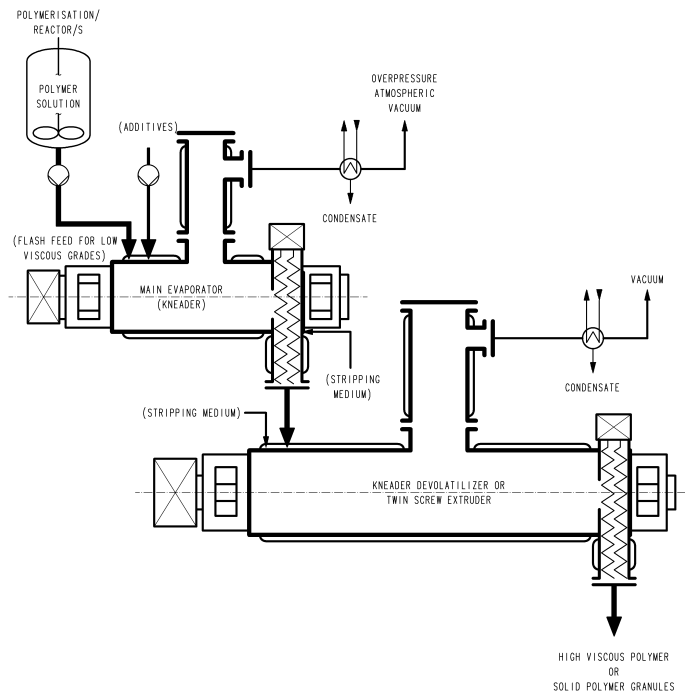 POLYMERISATION/
REACTOR/S
POLYMER
SOLUTION
(ADDITIVES)
OVERPRESSURE
ATMOSPHERIC
VACUUM
CONDENSATE
(FLASH FEED FOR LOW
VISCOUS GRADES)
MAIN EVAPORATOR
(KNEADER)
VACUUM
CONDENSATE
(STRIPPING
MEDIUM)
(STRIPPING MEDIUM)
KNEADER DEVOLATILIZER OR
TWIN SCREW EXTRUDER
HIGH VISCOUS POLYMER
OR
SOLID POLYMER GRANULES